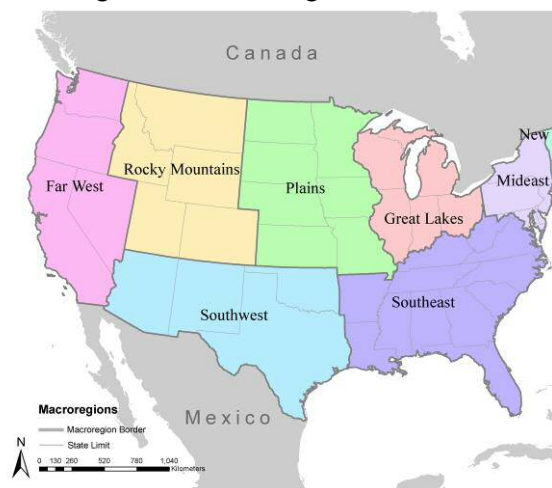 Canada
New
Rocky Mountains
Mideast
Far West
Plains
Great Lakes
Southwest
Southeast
Mexico
Macroregions
Macroregion Border
State Limit
N
0 130 260 520 780 1,040
Kilometers